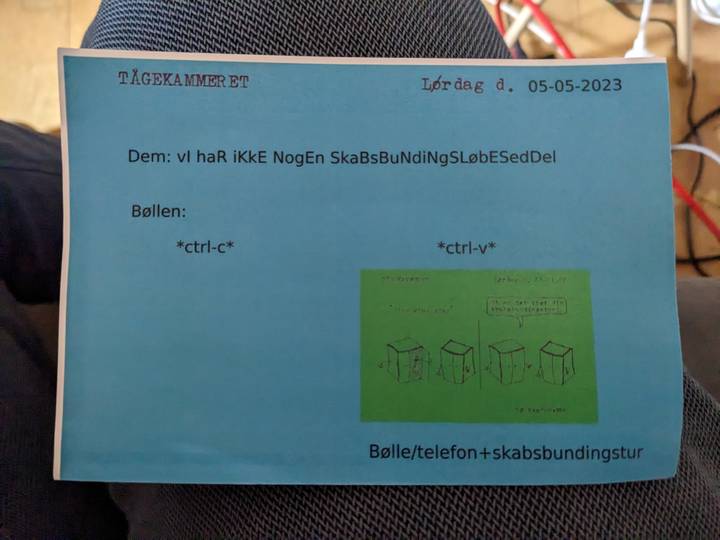 TÅGEKAMMERET
Lørdag d. 05-05-2023
Dem: vI haR iKkE NogEn SkaBsBuNdiNgSLøbESedDel
Bøllen:
*ctrl-c*
*ctrl-v*
Bølle/telefon+skabsbundingstur